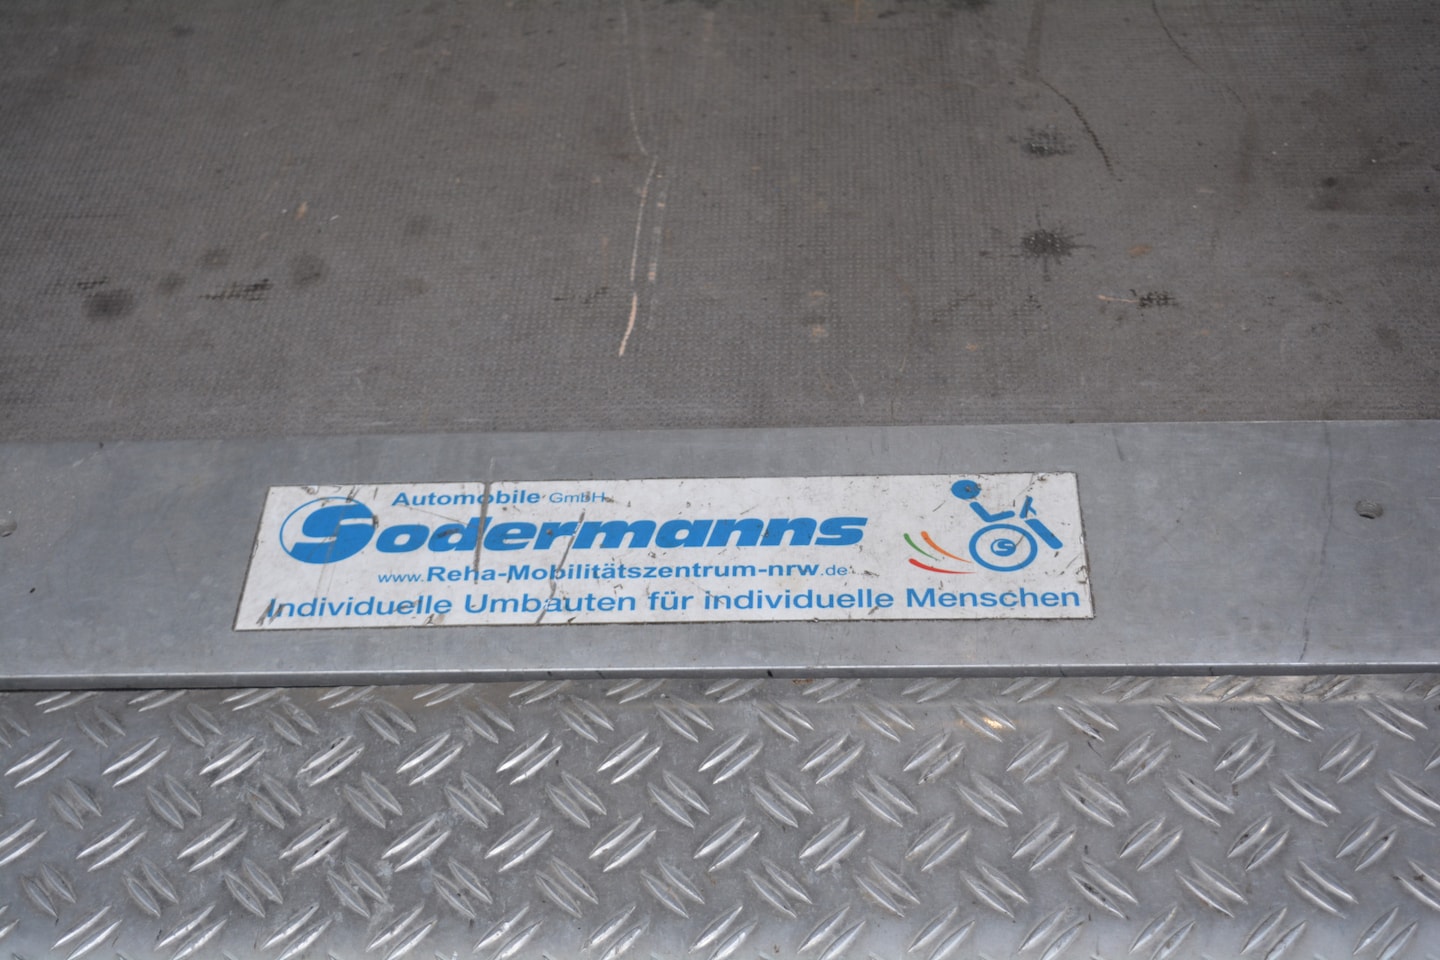 Automobile GmbH
Sodermanns
www.Reha-Mobilitätszentrum-nrw.de
Individuelle Umbauten für individuelle Menschen
S